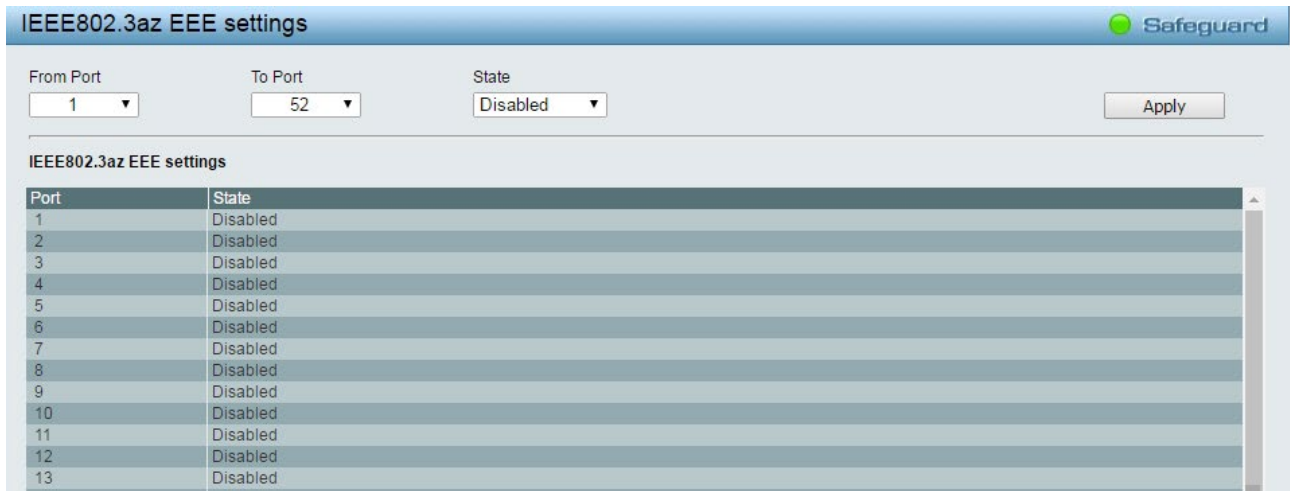 IEEE802.3az EEE settings Safeguard
From Port To Port State
1 52 Disabled Apply
IEEE802.3az EEE settings
Port State
1 Disabled
2 Disabled
3 Disabled
4 Disabled
5 Disabled
6 Disabled
7 Disabled
8 Disabled
9 Disabled
10 Disabled
11 Disabled
12 Disabled
13 Disabled